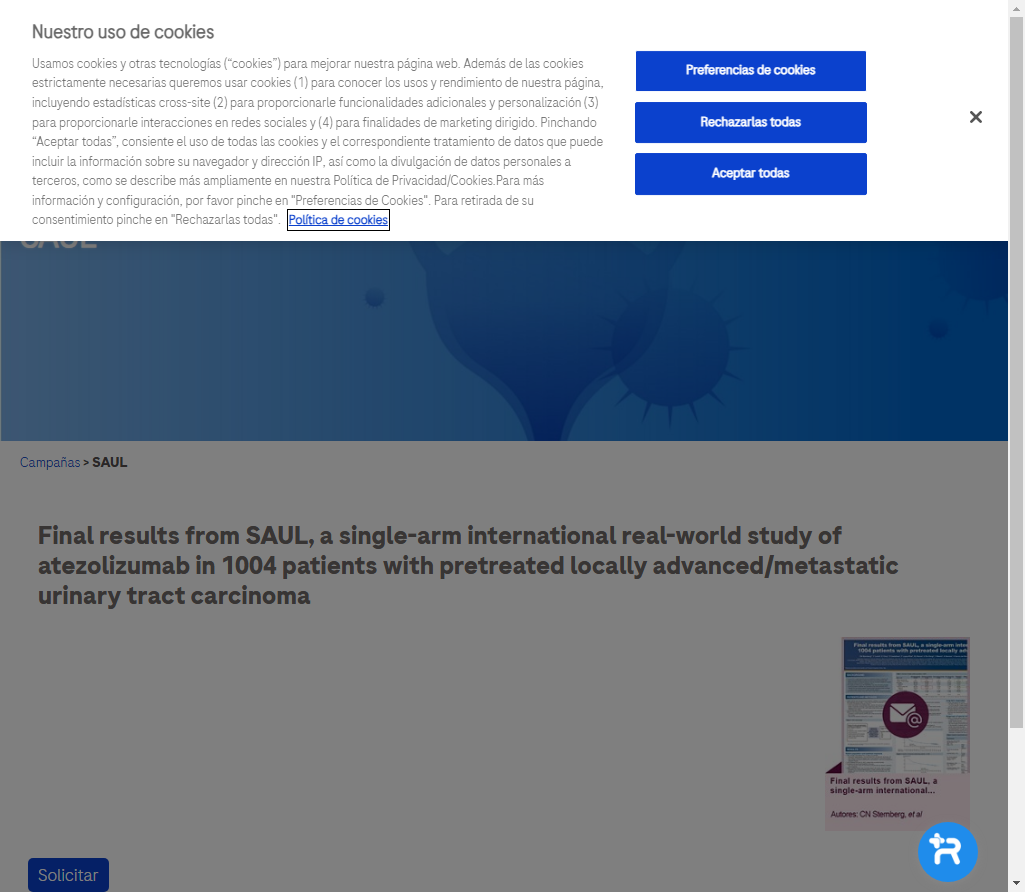 Nuestro uso de cookies
Usamos cookies y otras tecnologías (“cookies”) para mejorar nuestra página web. Además de las cookies
estrictamente necesarias queremos usar cookies (1) para conocer los usos y rendimiento de nuestra página,
incluyendo estadísticas cross-site (2) para proporcionarle funcionalidades adicionales y personalización (3)
para proporcionarle interacciones en redes sociales y (4) para finalidades de marketing dirigido. Pinchando
“Aceptar todas”, consiente el uso de todas las cookies y el correspondiente tratamiento de datos que puede
incluir la información sobre su navegador y dirección IP, así como la divulgación de datos personales a
terceros, como se describe más ampliamente en nuestra Política de Privacidad/Cookies.Para más
información y configuración, por favor pinche en "Preferencias de Cookies". Para retirada de su
consentimiento pinche en "Rechazarlas todas". Política de cookies
Preferencias de cookies
Rechazarlas todas
Aceptar todas
SAUL
Campañas > SAUL
Final results from SAUL, a single-arm international real-world study of
atezolizumab in 1004 patients with pretreated locally advanced/metastatic
urinary tract carcinoma
Final results from SAUL, a single-arm inter
1004 patients with pretreated locally adv
Final results from SAUL, a
single-arm international...
Autores: CN Sternberg, et al
Solicitar